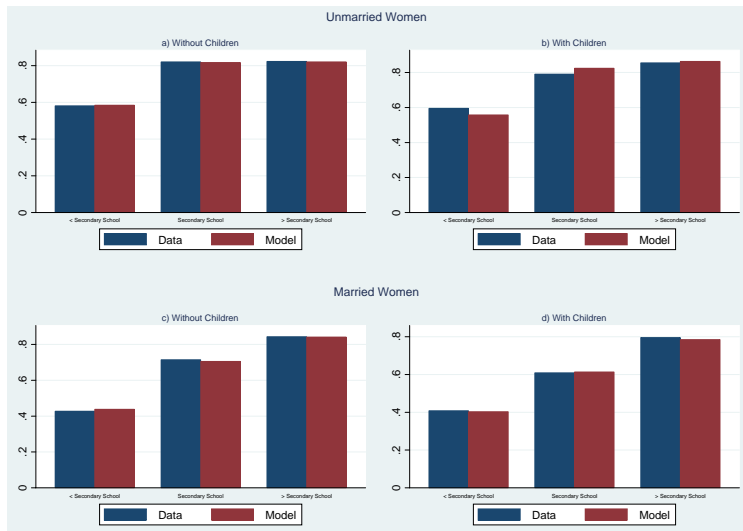 Unmarried Women
a) Without Children
.8
.6
.4
.2
0
< Secondary School Secondary School > Secondary School
Data Model
b) With Children
.8
.6
.4
.2
0
< Secondary School Secondary School > Secondary School
Data Model
Married Women
c) Without Children
.8
.6
.4
.2
0
< Secondary School Secondary School > Secondary School
Data Model
d) With Children
.8
.6
.4
.2
0
< Secondary School Secondary School > Secondary School
Data Model